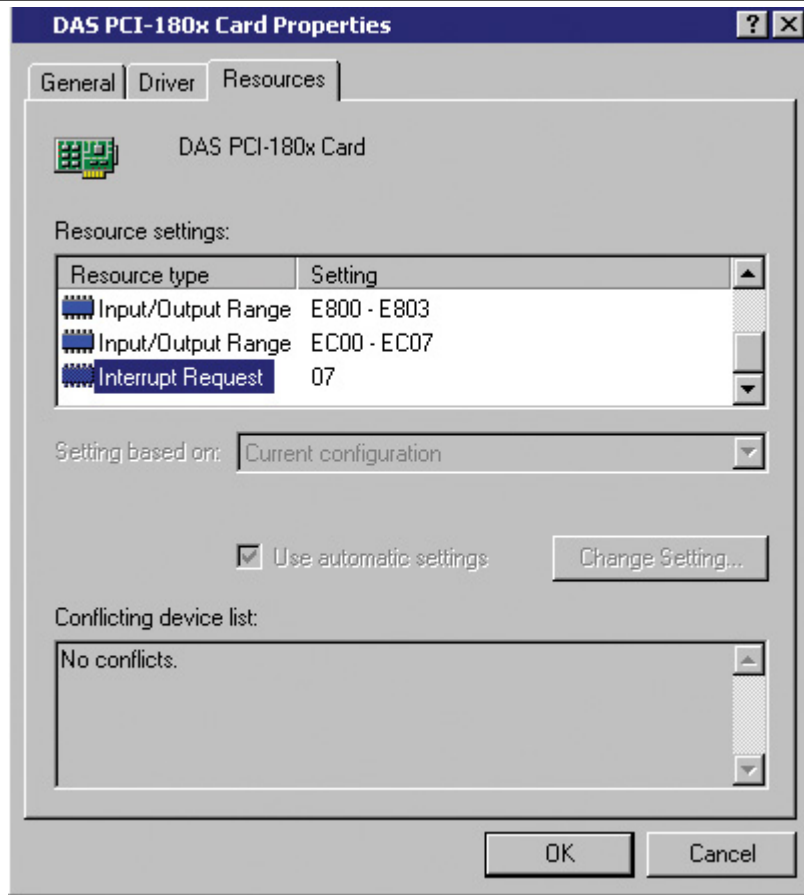 DAS PCI-180x Card Properties
General Driver Resources
DAS PCI-180x Card
Resource settings:
Resource type Setting
Input/Output Range E800 - E803
Input/Output Range EC00 - EC07
Interrupt Request 07
Setting based on: Current configuration
Use automatic settings Change Setting...
Conflicting device list:
No conflicts.
OK Cancel